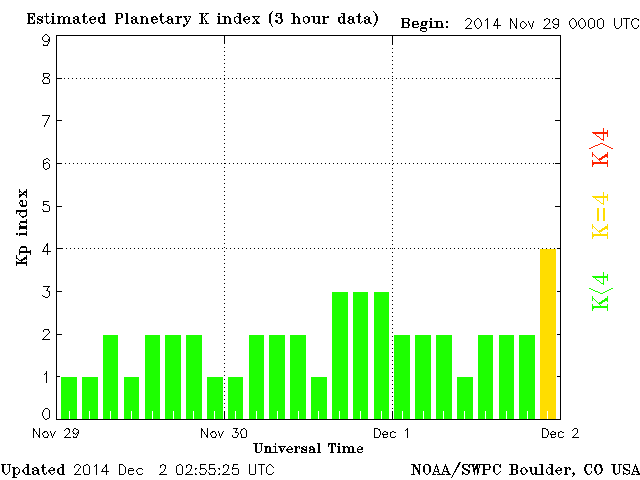 Estimated Planetary K index (3 hour data)
Begin: 2014 Nov 29 0000 UTC
9
8
7
6
5
4
3
2
1
0
Kp index
K>4
K=4
K<4
Nov 29
Nov 30
Dec 1
Dec 2
Universal Time
Updated 2014 Dec 2 02:55:25 UTC
NOAA/SWPC Boulder, CO USA